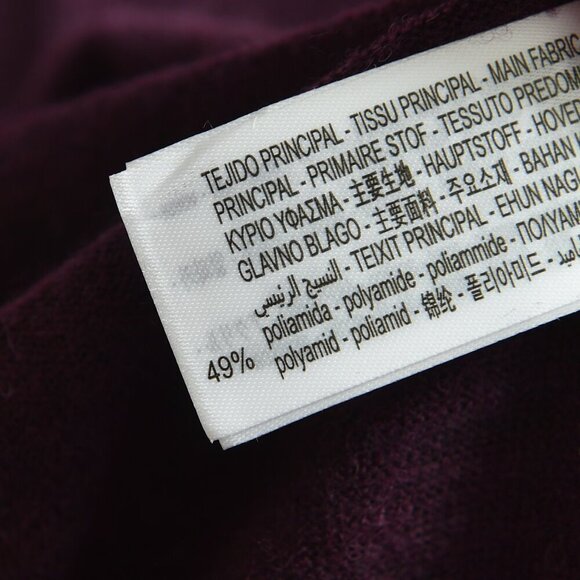 TEJIDO PRINCIPAL - TISSU PRINCIPAL - MAIN FABRIC
PRINCIPAL - PRIMAIRE STOF - TESSUTO PREDOM
ΚΥΡΙΟ ΥΦΑΣΜΑ - 主要生地 - HAUPTSTOFF - HOVE
GLAVNO BLAGO - 主要面料 - 주요소재 - BAHAN
النسيج الرئيسي - TEIXIT PRINCIPAL - EHUN NAG
poliamida - polyamide - poliammide - ПОЛИАМ
49% polyamid - poliamid - 锦纶 - 폴리아미드 -